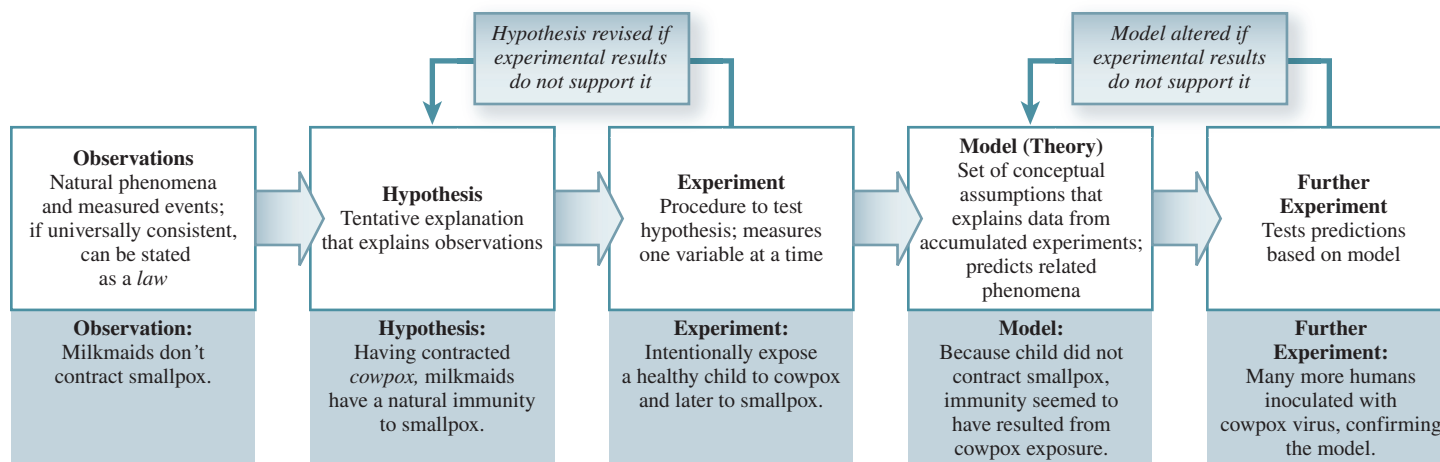 Hypothesis revised if
experimental results
do not support it
Model altered if
experimental results
do not support it
Observations
Natural phenomena
and measured events;
if universally consistent,
can be stated
as a law
Hypothesis
Tentative explanation
that explains observations
Experiment
Procedure to test
hypothesis; measures
one variable at a time
Model (Theory)
Set of conceptual
assumptions that
explains data from
accumulated experiments;
predicts related
phenomena
Further
Experiment
Tests predictions
based on model
Observation:
Milkmaids don't
contract smallpox.
Hypothesis:
Having contracted
cowpox, milkmaids
have a natural immunity
to smallpox.
Experiment:
Intentionally expose
a healthy child to cowpox
and later to smallpox.
Model:
Because child did not
contract smallpox,
immunity seemed to
have resulted from
cowpox exposure.
Further
Experiment:
Many more humans
inoculated with
cowpox virus, confirming
the model.